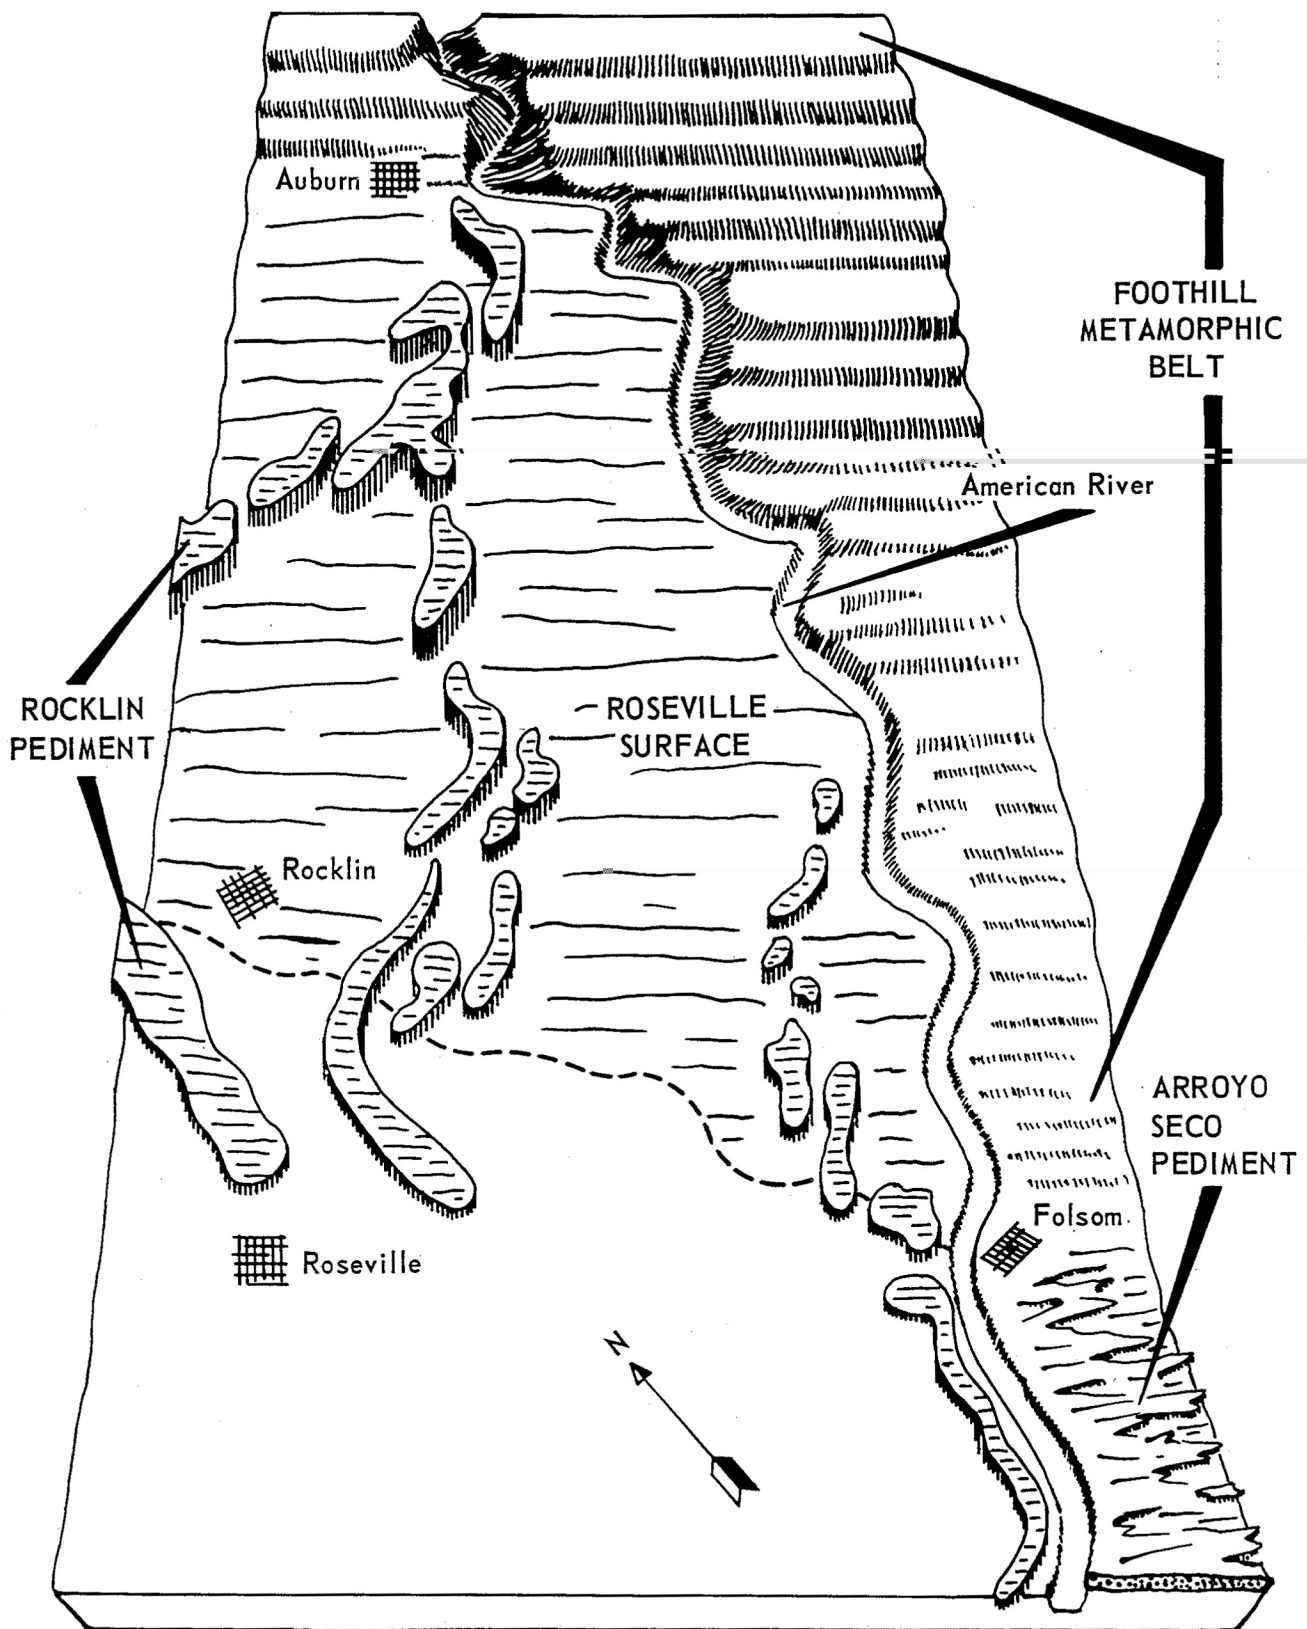 Auburn
FOOTHILL
METAMORPHIC
BELT
American River
ROCKLIN
PEDIMENT
ROSEVILLE
SURFACE
Rocklin
ARROYO
SECO
PEDIMENT
Folsom
Roseville
N